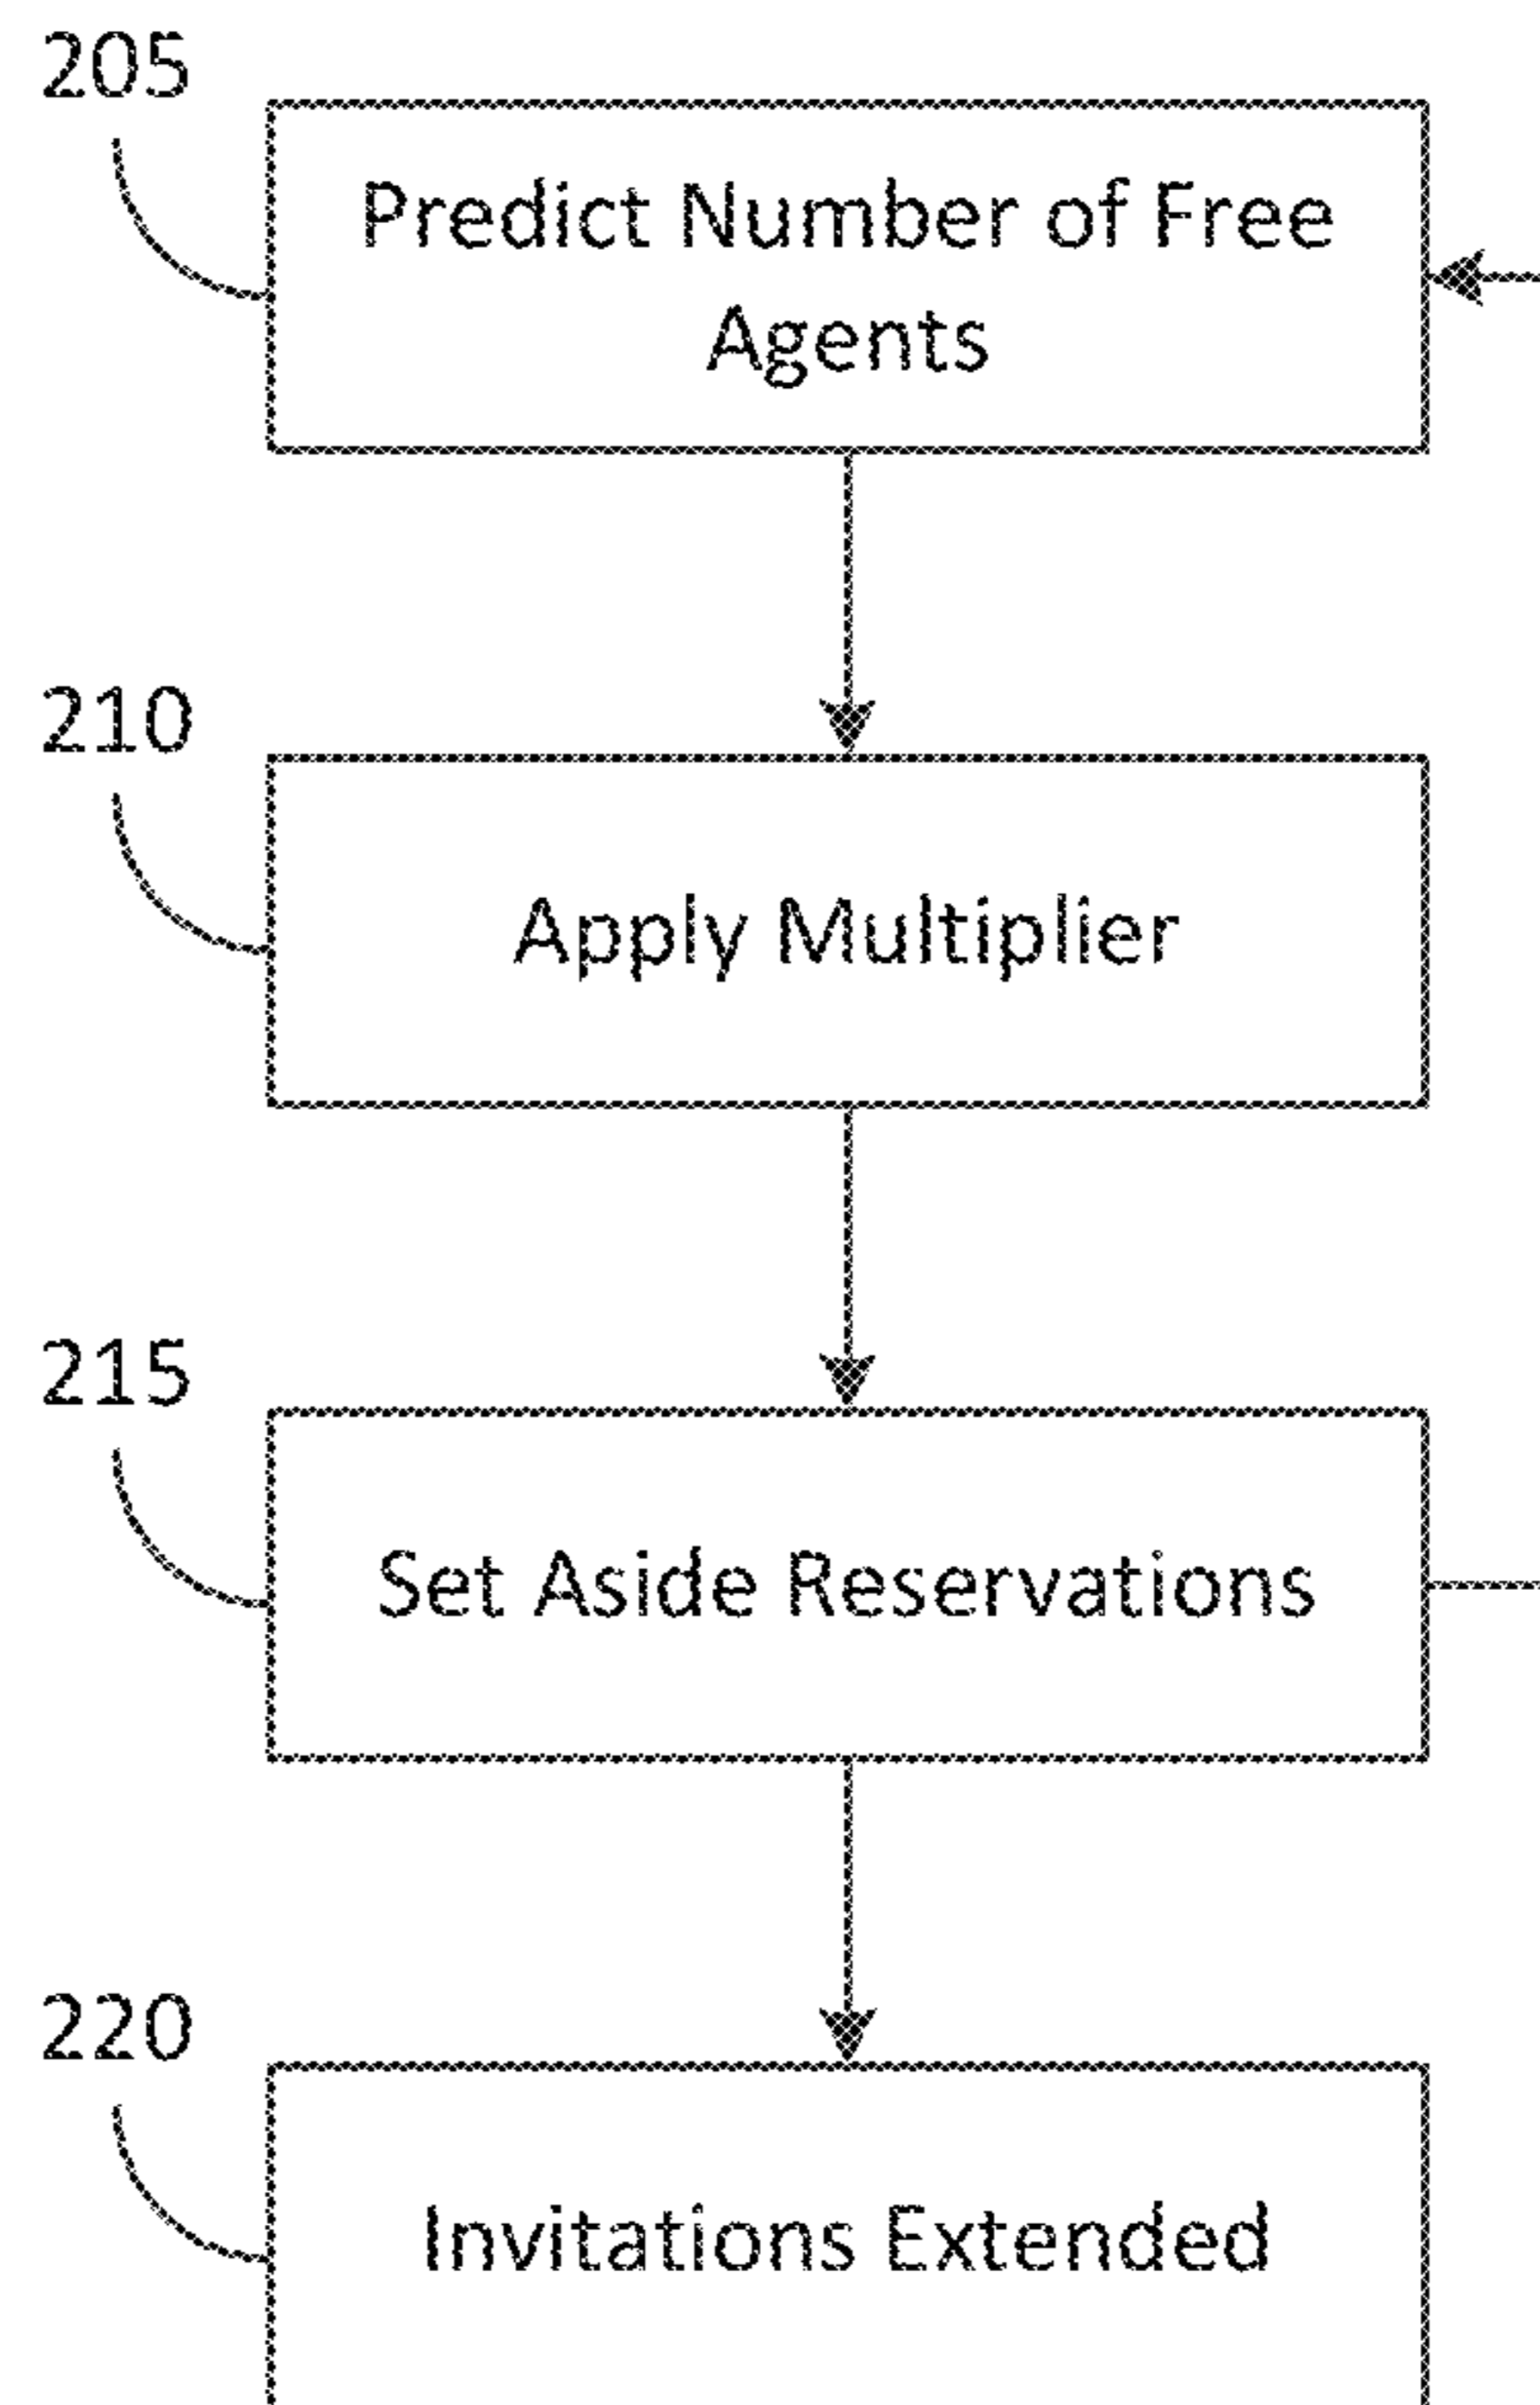 205
Predict Number of Free
Agents
210
Apply Multiplier
215
Set Aside Reservations
220
Invitations Extended